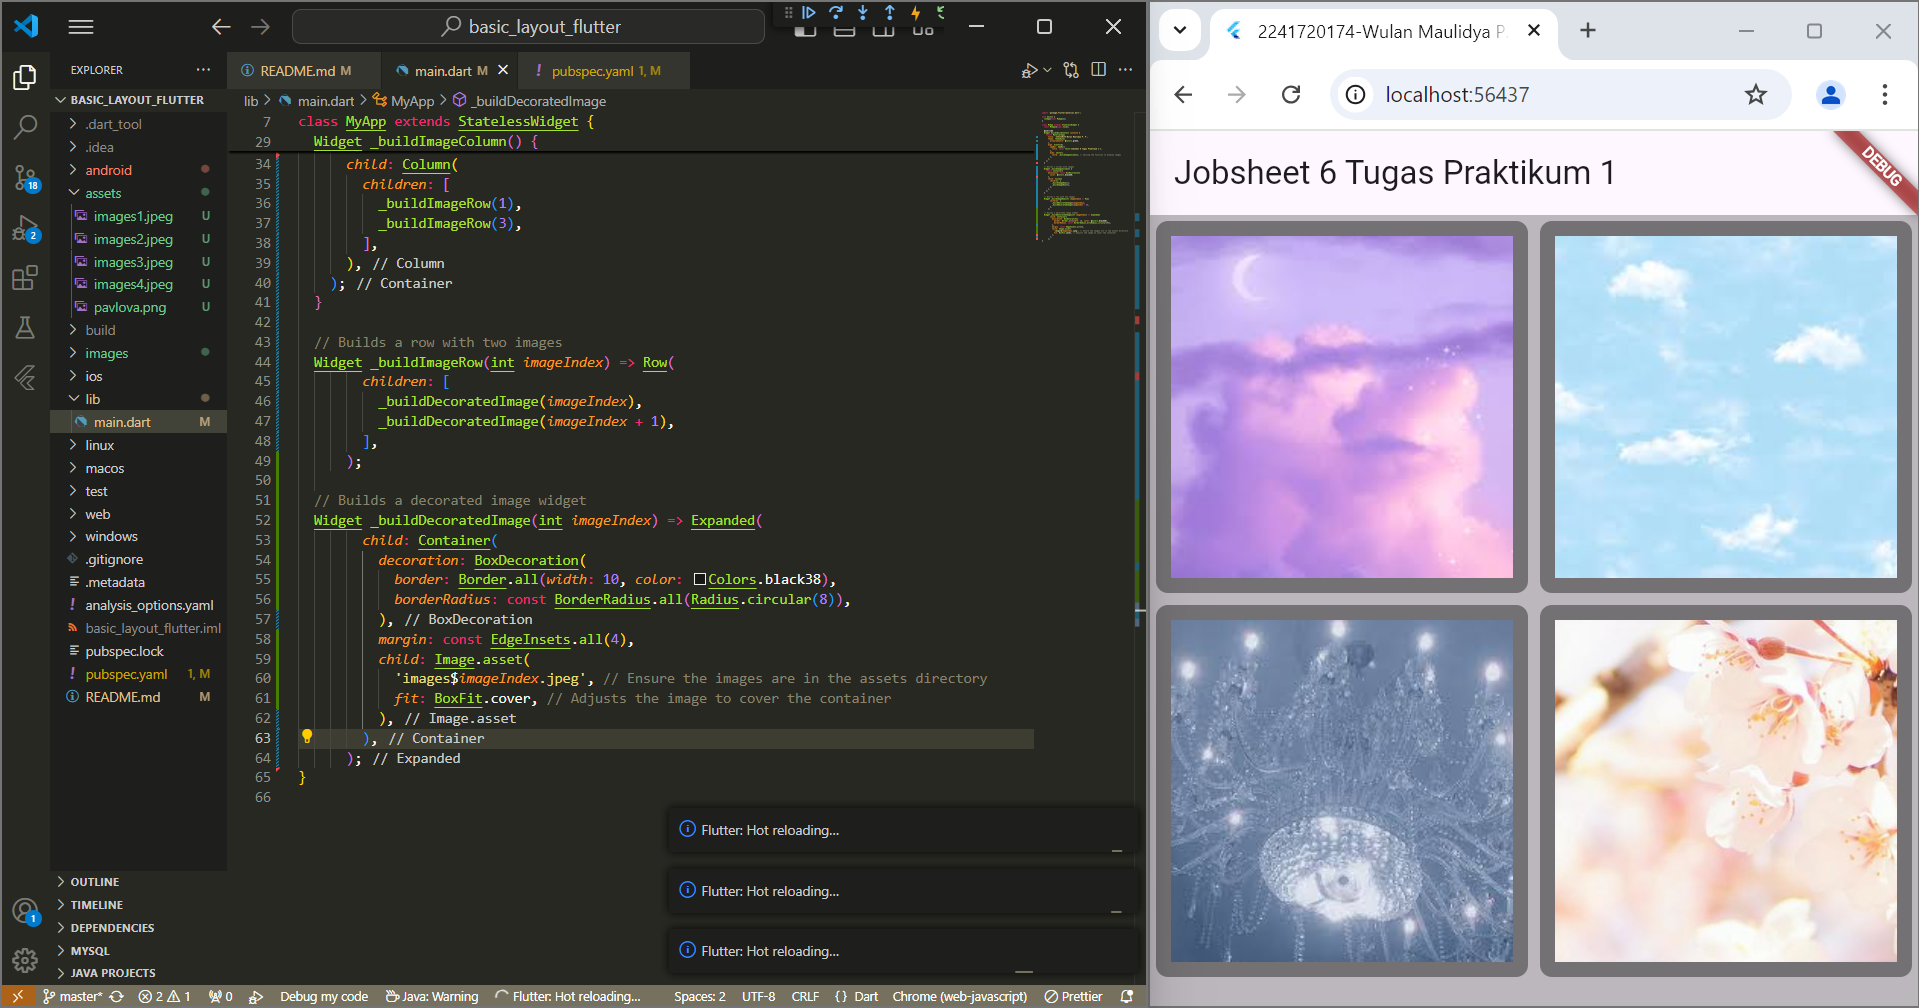 basic_layout_flutter
EXPLORER
BASIC_LAYOUT_FLUTTER
.dart_tool
.idea
android
assets
images1.jpeg U
images2.jpeg U
images3.jpeg U
images4.jpeg U
pavlova.png U
build
images
ios
lib
main.dart M
linux
macos
test
web
windows
.gitignore
.metadata
analysis_options.yaml
basic_layout_flutter.iml
pubspec.lock
pubspec.yaml 1, M
README.md M
OUTLINE
TIMELINE
DEPENDENCIES
MYSQL
JAVA PROJECTS
18
2
1
README.md M
main.dart M
pubspec.yaml 1, M
lib > main.dart > MyApp > _buildDecoratedImage
7 class MyApp extends StatelessWidget {
29 Widget _buildImageColumn() {
34 child: Column(
35 children: [
36 _buildImageRow(1),
37 _buildImageRow(3),
38 ],
39 ), // Column
40 ); // Container
41 }
42
43 // Builds a row with two images
44 Widget _buildImageRow(int imageIndex) => Row(
45 children: [
46 _buildDecoratedImage(imageIndex),
47 _buildDecoratedImage(imageIndex + 1),
48 ],
49 );
50
51 // Builds a decorated image widget
52 Widget _buildDecoratedImage(int imageIndex) => Expanded(
53 child: Container(
54 decoration: BoxDecoration(
55 border: Border.all(width: 10, color: Colors.black38),
56 borderRadius: const BorderRadius.all(Radius.circular(8)),
57 ), // BoxDecoration
58 margin: const EdgeInsets.all(4),
59 child: Image.asset(
60 'images$imageIndex.jpeg', // Ensure the images are in the assets directory
61 fit: BoxFit.cover, // Adjusts the image to cover the container
62 ), // Image.asset
63 ), // Container
64 ); // Expanded
65 }
66
Flutter: Hot reloading...
Flutter: Hot reloading...
Flutter: Hot reloading...
master* 2 1 0 Debug my code Java: Warning Flutter: Hot reloading... Spaces: 2 UTF-8 CRLF {} Dart Chrome (web-javascript) Prettier
2241720174-Wulan Maulidya P
localhost:56437
Jobsheet 6 Tugas Praktikum 1
DEBUG